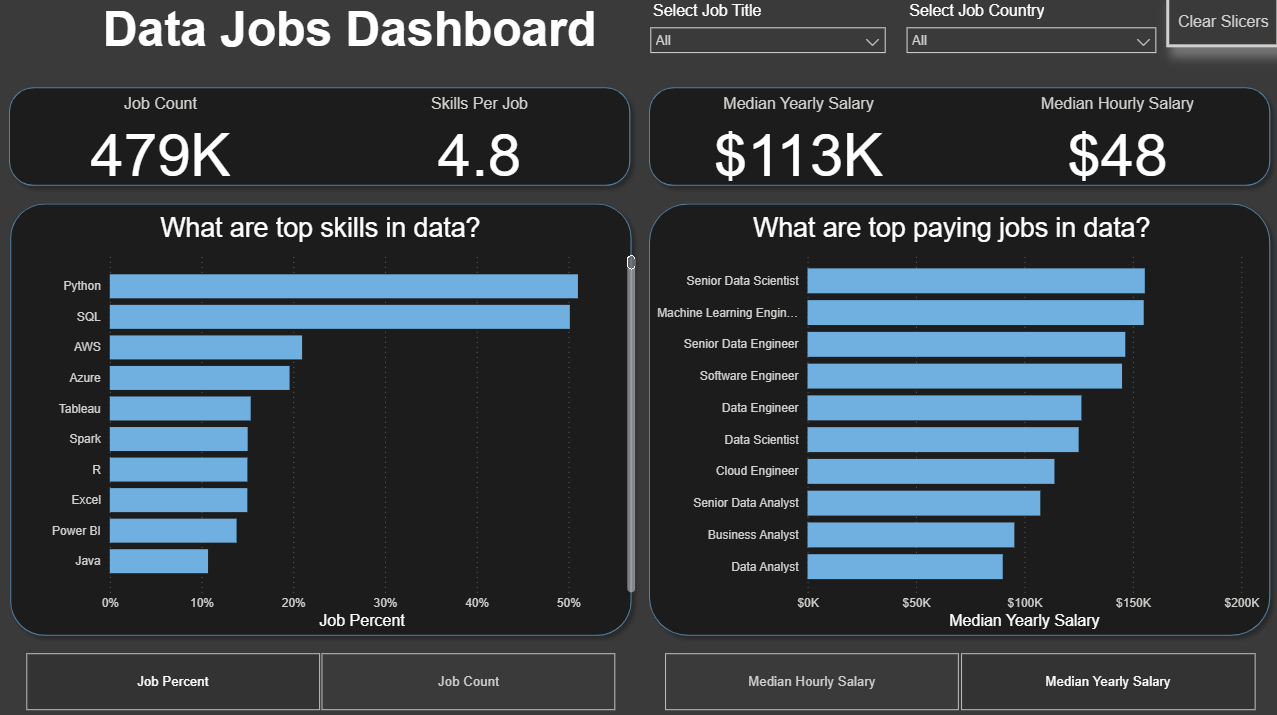 Data Jobs Dashboard
Select Job Title
All
Select Job Country
All
Clear Slicers
Job Count
479K
Skills Per Job
4.8
Median Yearly Salary
$113K
Median Hourly Salary
$48
What are top skills in data?
Python
SQL
AWS
Azure
Tableau
Spark
R
Excel
Power BI
Java
0% 10% 20% 30% 40% 50%
Job Percent
What are top paying jobs in data?
Senior Data Scientist
Machine Learning Engin...
Senior Data Engineer
Software Engineer
Data Engineer
Data Scientist
Cloud Engineer
Senior Data Analyst
Business Analyst
Data Analyst
$0K $50K $100K $150K $200K
Median Yearly Salary
Job Percent
Job Count
Median Hourly Salary
Median Yearly Salary